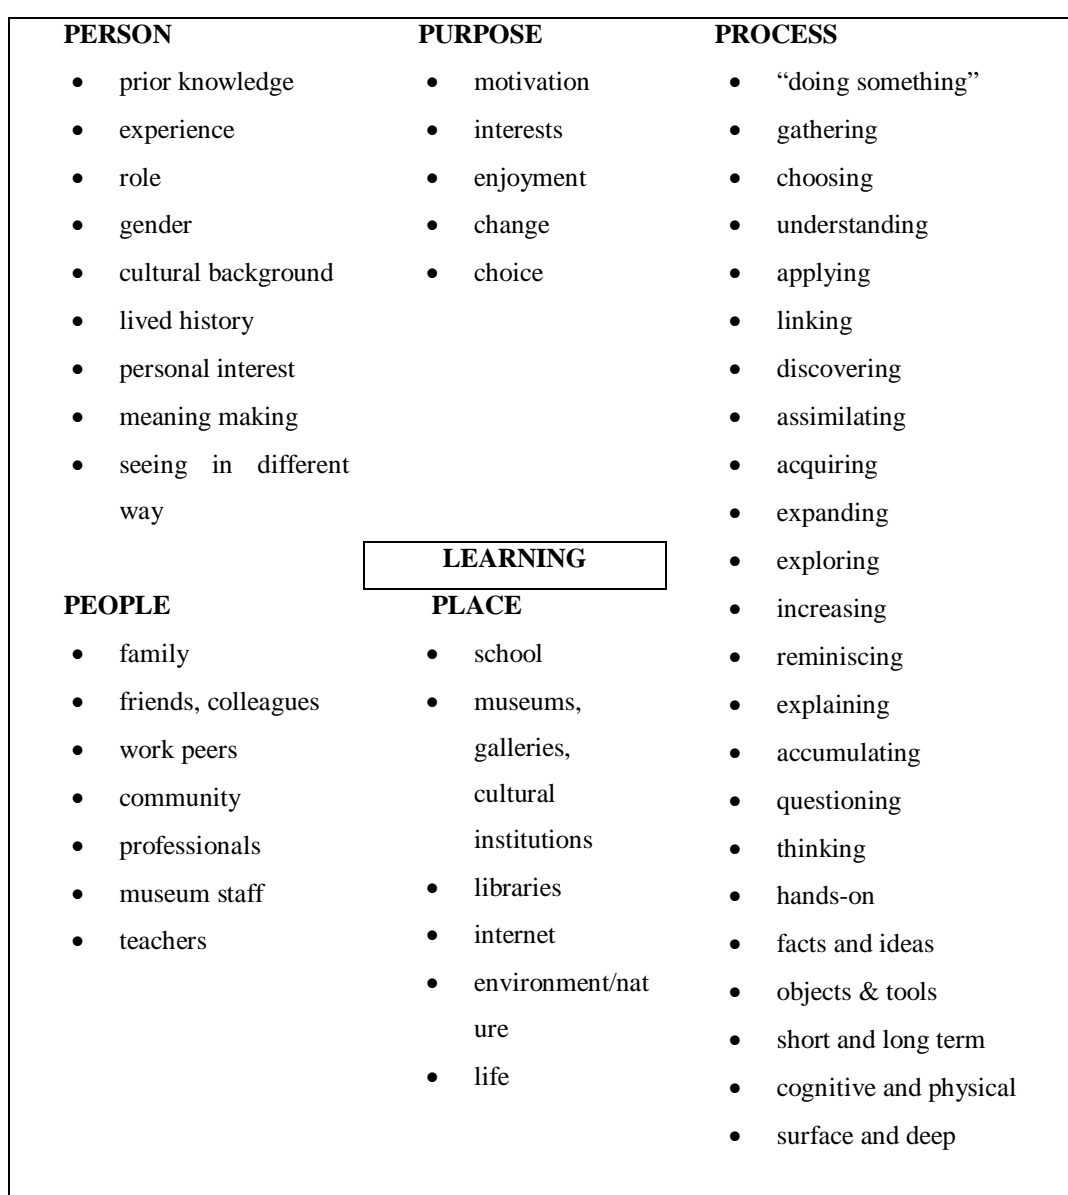 PERSON
• prior knowledge
• experience
• role
• gender
• cultural background
• lived history
• personal interest
• meaning making
• seeing in different
way
PURPOSE
• motivation
• interests
• enjoyment
• change
• choice
LEARNING
PEOPLE
• family
• friends, colleagues
• work peers
• community
• professionals
• museum staff
• teachers
PLACE
• school
• museums,
galleries,
cultural
institutions
• libraries
• internet
• environment/nat
ure
• life
PROCESS
• “doing something”
• gathering
• choosing
• understanding
• applying
• linking
• discovering
• assimilating
• acquiring
• expanding
• exploring
• increasing
• reminiscing
• explaining
• accumulating
• questioning
• thinking
• hands-on
• facts and ideas
• objects & tools
• short and long term
• cognitive and physical
• surface and deep